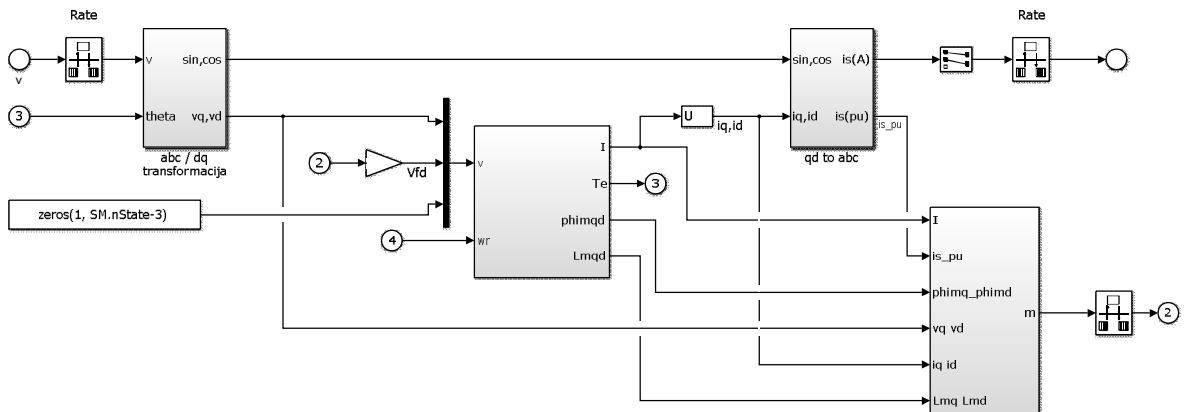 Rate
Rate
v
v
sin,cos
sin,cos
is(A)
3
theta
vq,vd
U
iq,id
iq,id
is(pu)
is_pu
abc / dq
transformacija
qd to abc
2
Vfd
v
I
Te
3
zeros(1, SM.nState-3)
phimqd
I
4
wr
Lmqd
is_pu
phimq_phimd
m
2
vq vd
iq id
Lmq Lmd